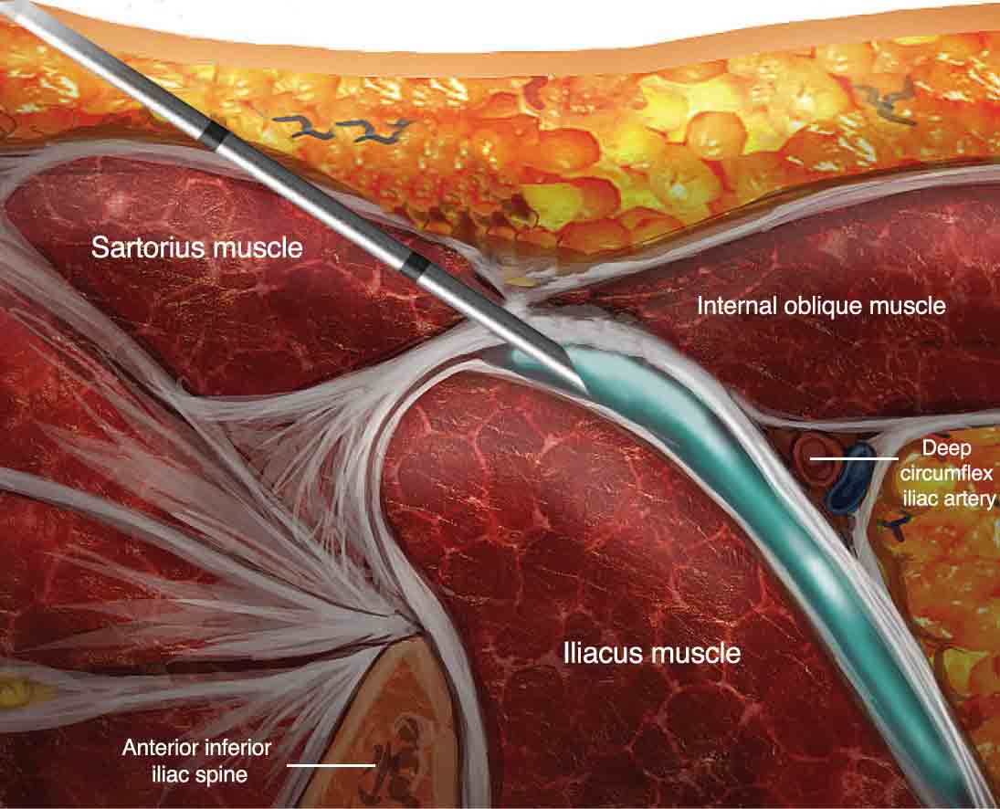 Sartorius muscle
Internal oblique muscle
Deep
circumflex
iliac artery
Iliacus muscle
Anterior inferior
iliac spine